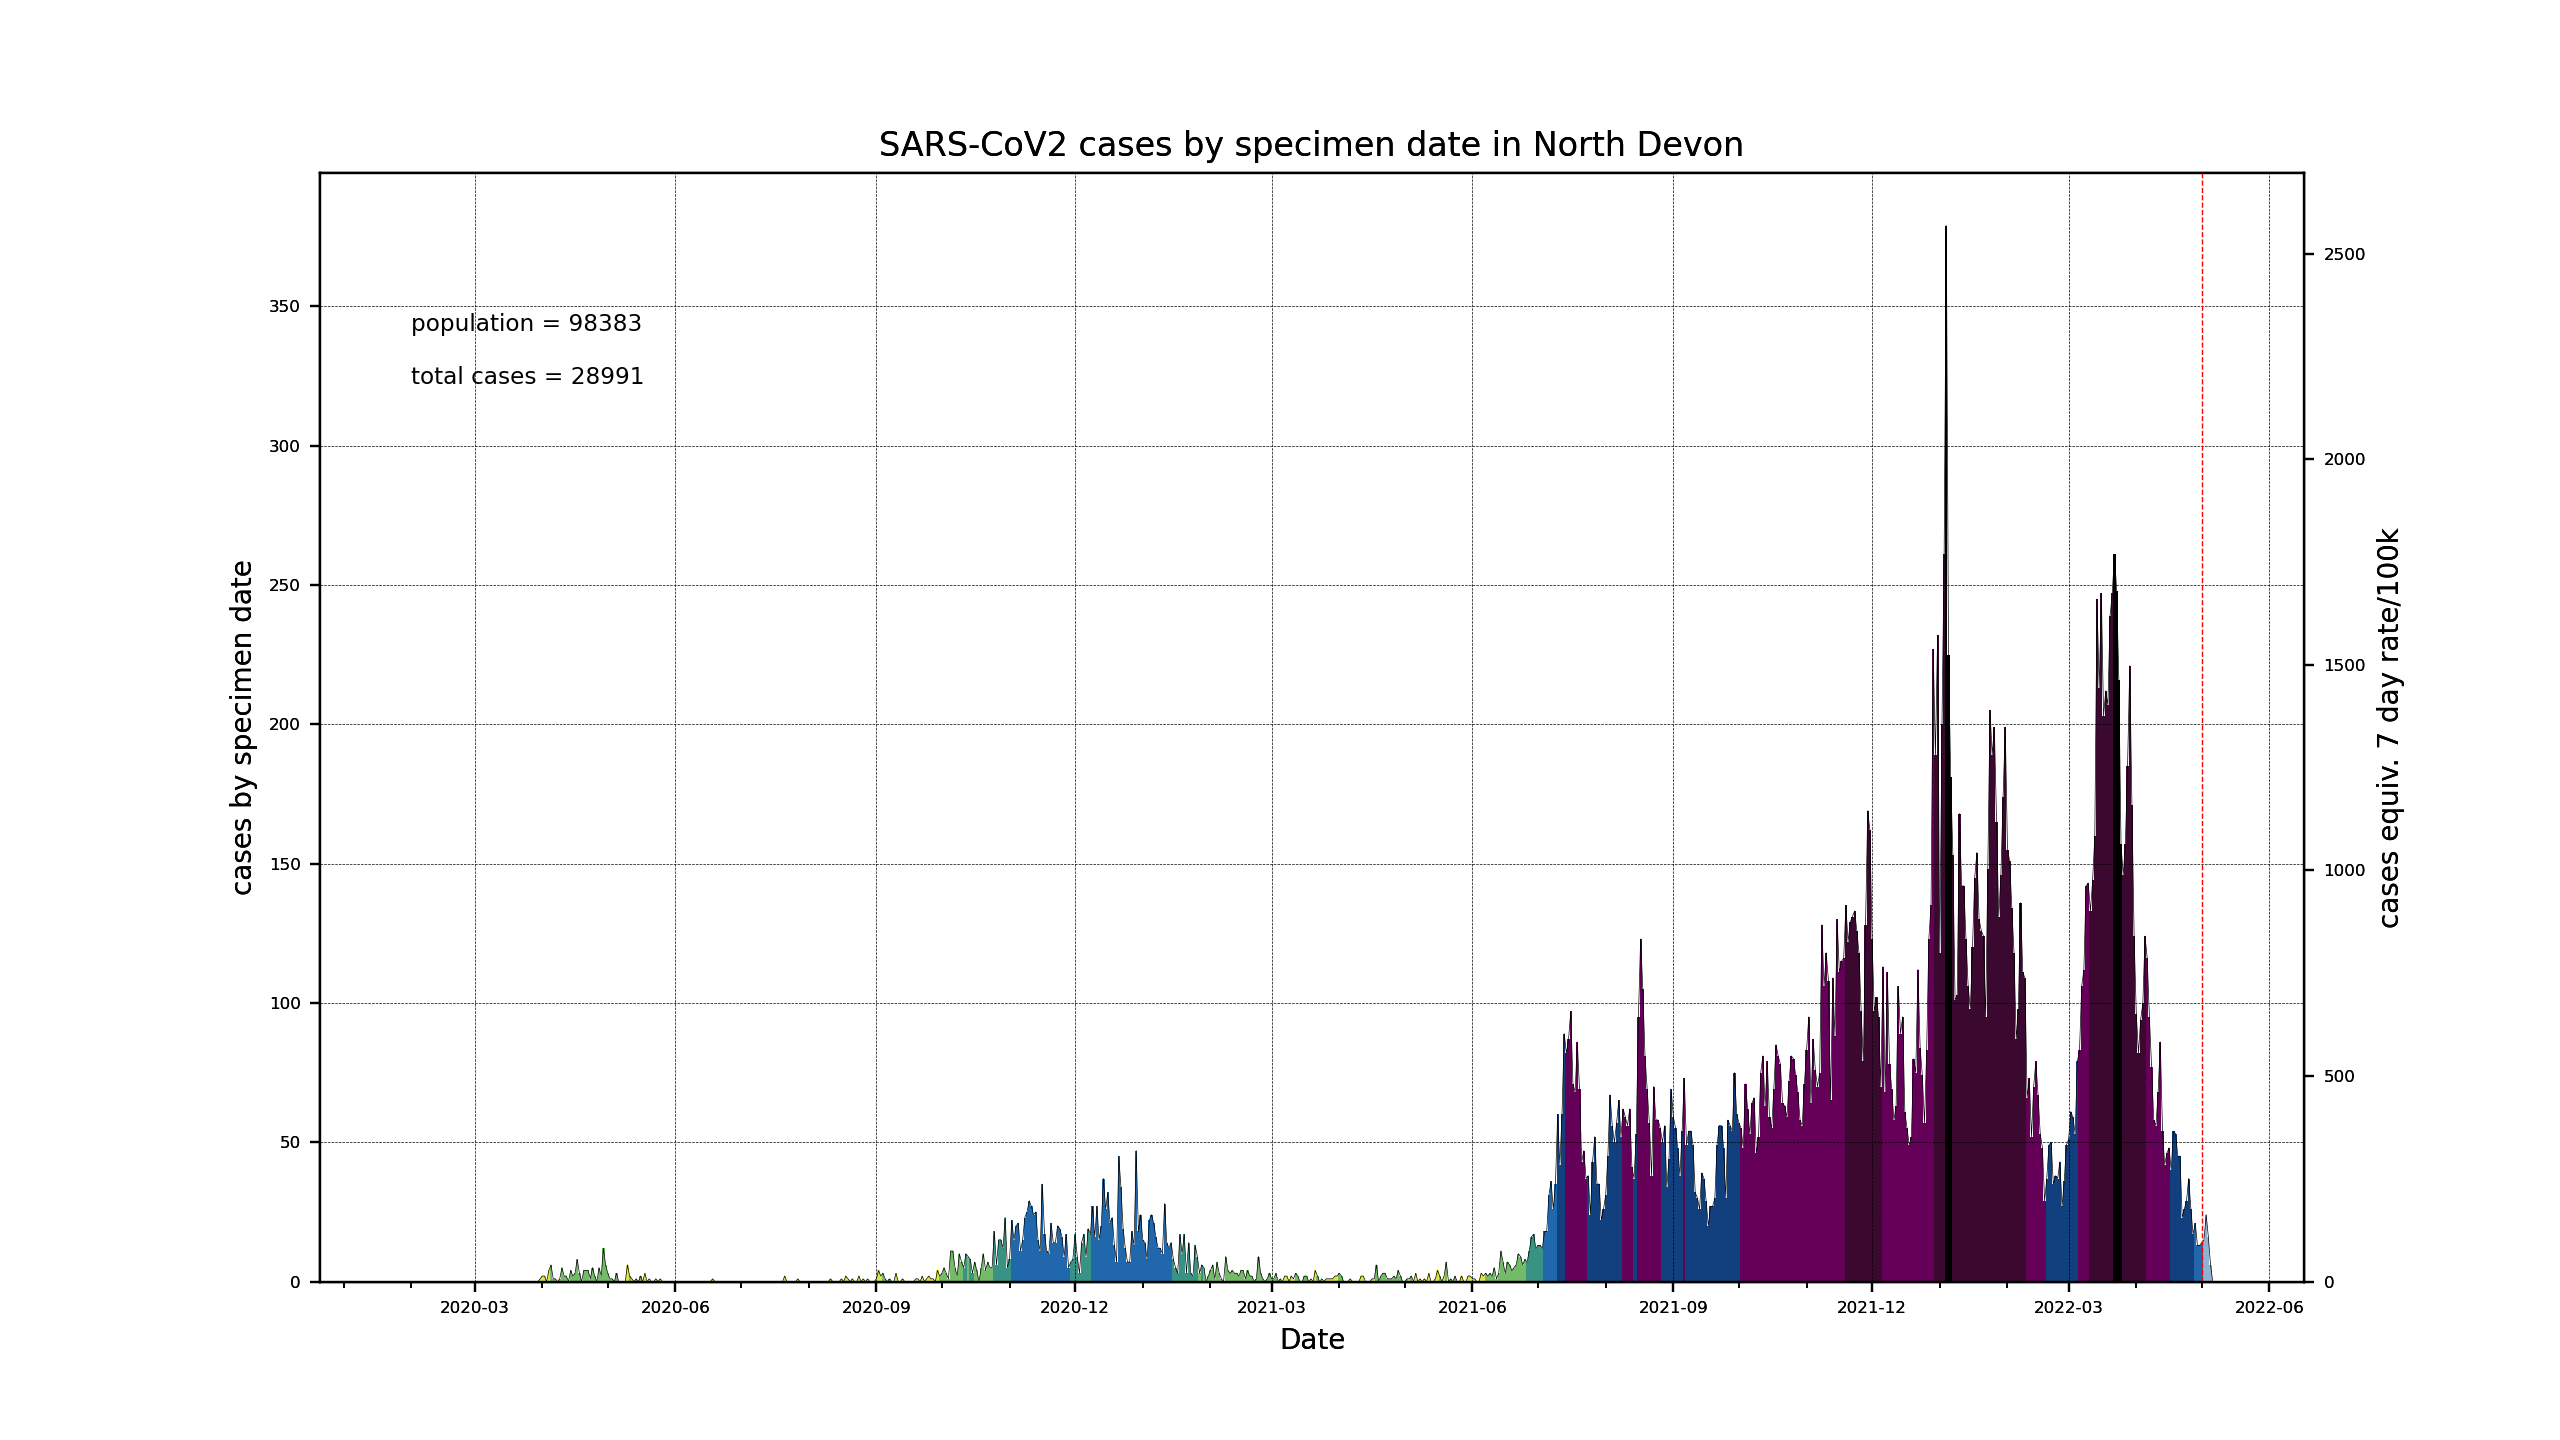 SARS-CoV2 cases by specimen date in North Devon
population = 98383
total cases = 28991
cases by specimen date
350
300
250
200
150
100
50
0
cases equiv. 7 day rate/100k
2500
2000
1500
1000
500
0
2020-03 2020-06 2020-09 2020-12 2021-03 2021-06 2021-09 2021-12 2022-03 2022-06
Date